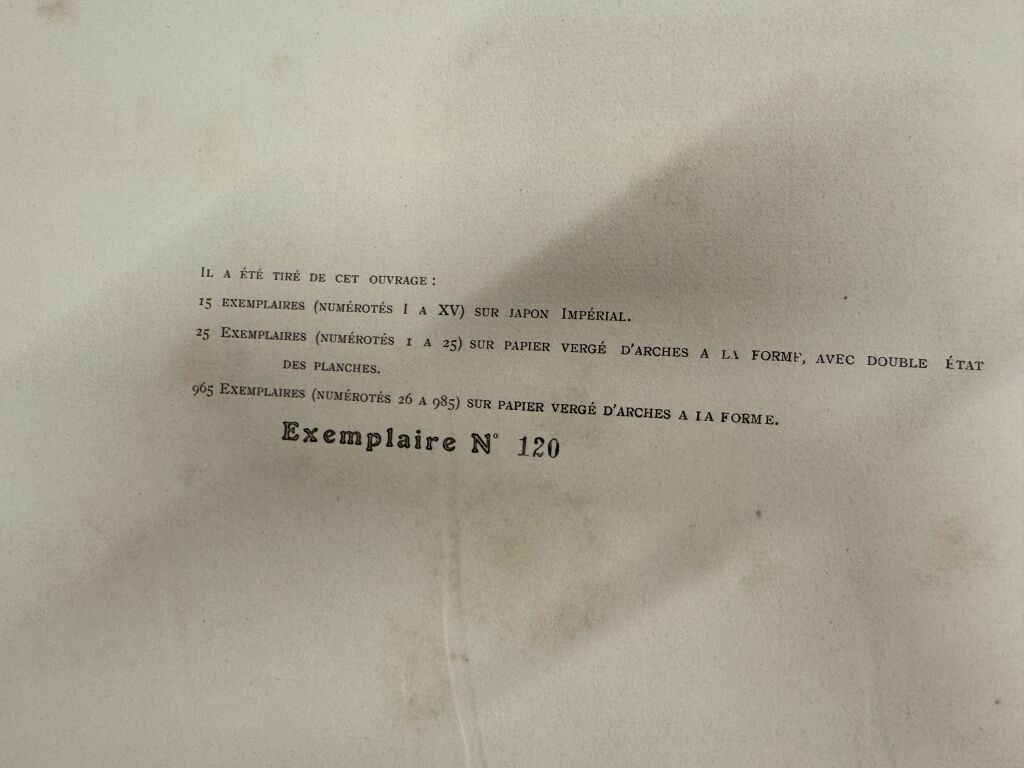 Il a été tiré de cet ouvrage :
15 exemplaires (numérotés I a XV) sur japon Impérial.
25 Exemplaires (numérotés 1 a 25) sur papier vergé d'arches a la forme, avec double état
des planches.
965 Exemplaires (numérotés 26 a 985) sur papier vergé d'arches a la forme.
Exemplaire N° 120